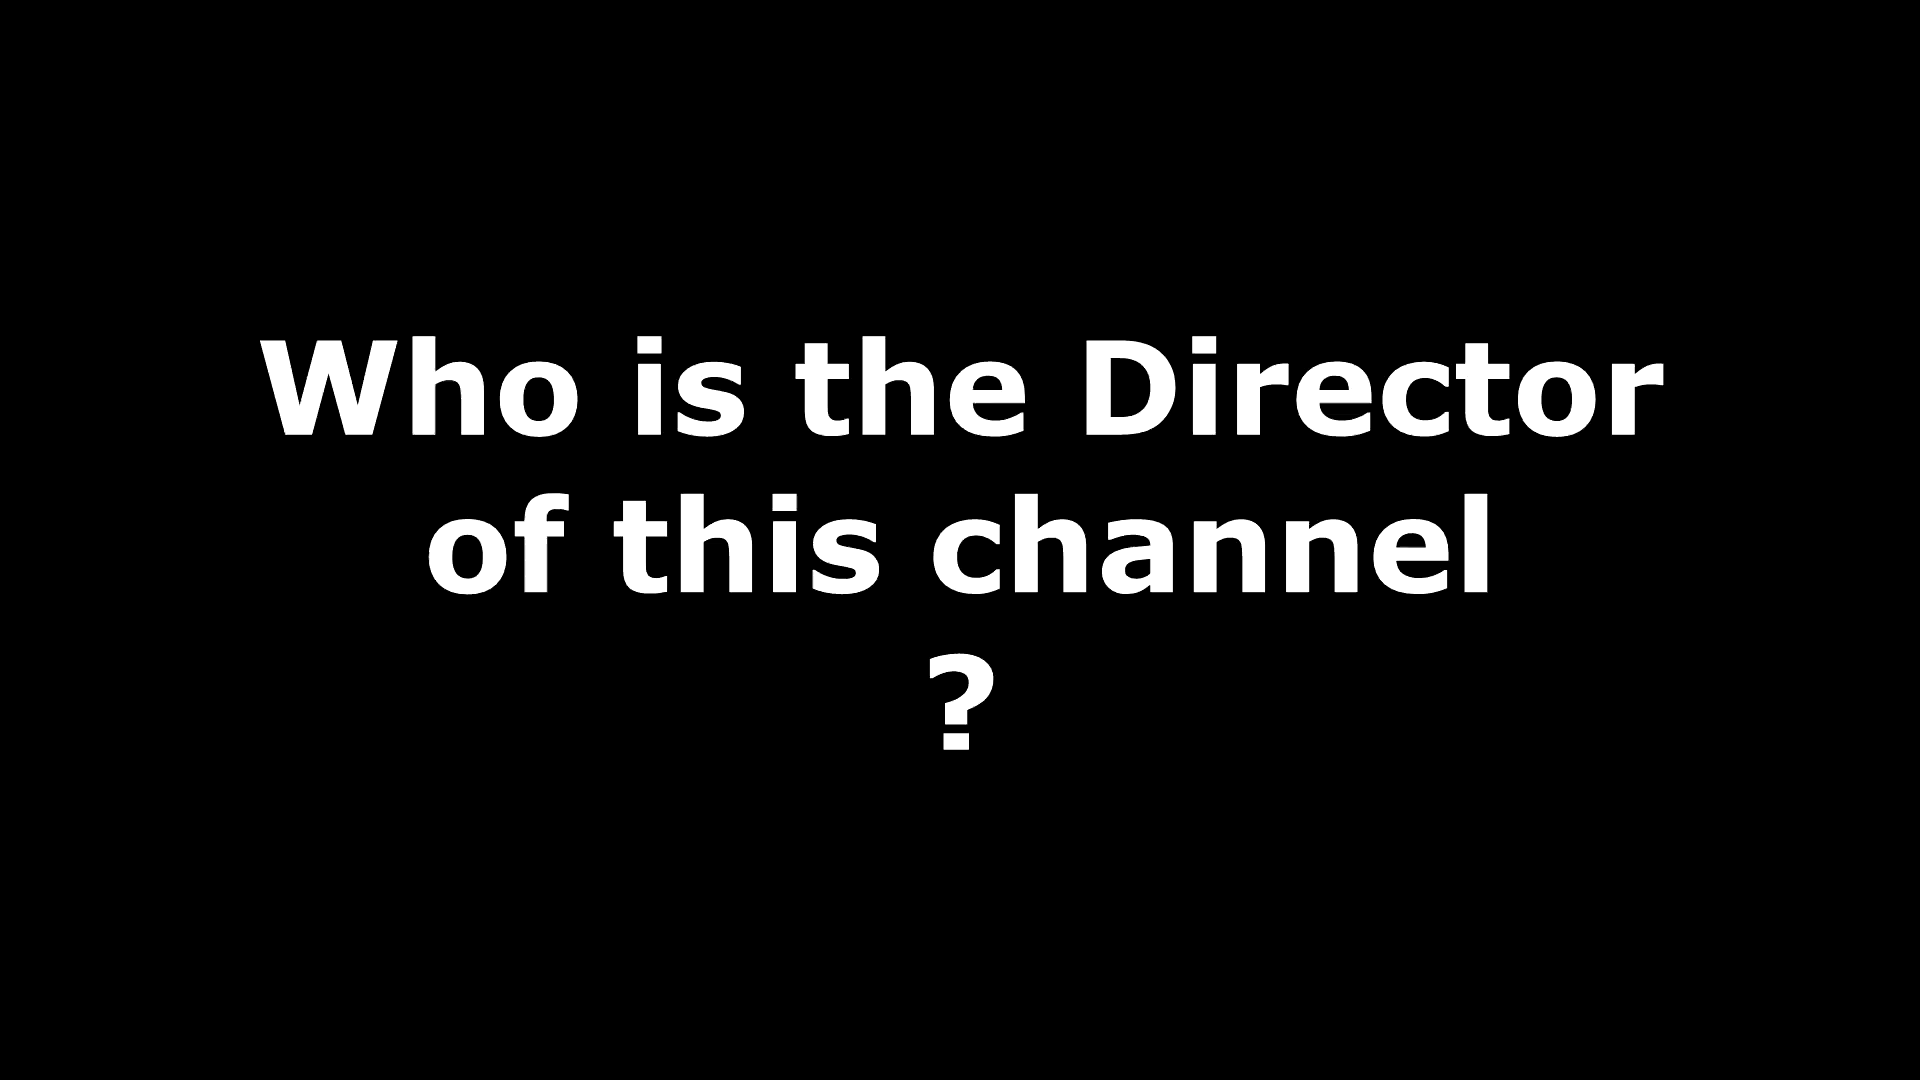 Who is the Director
of this channel
?